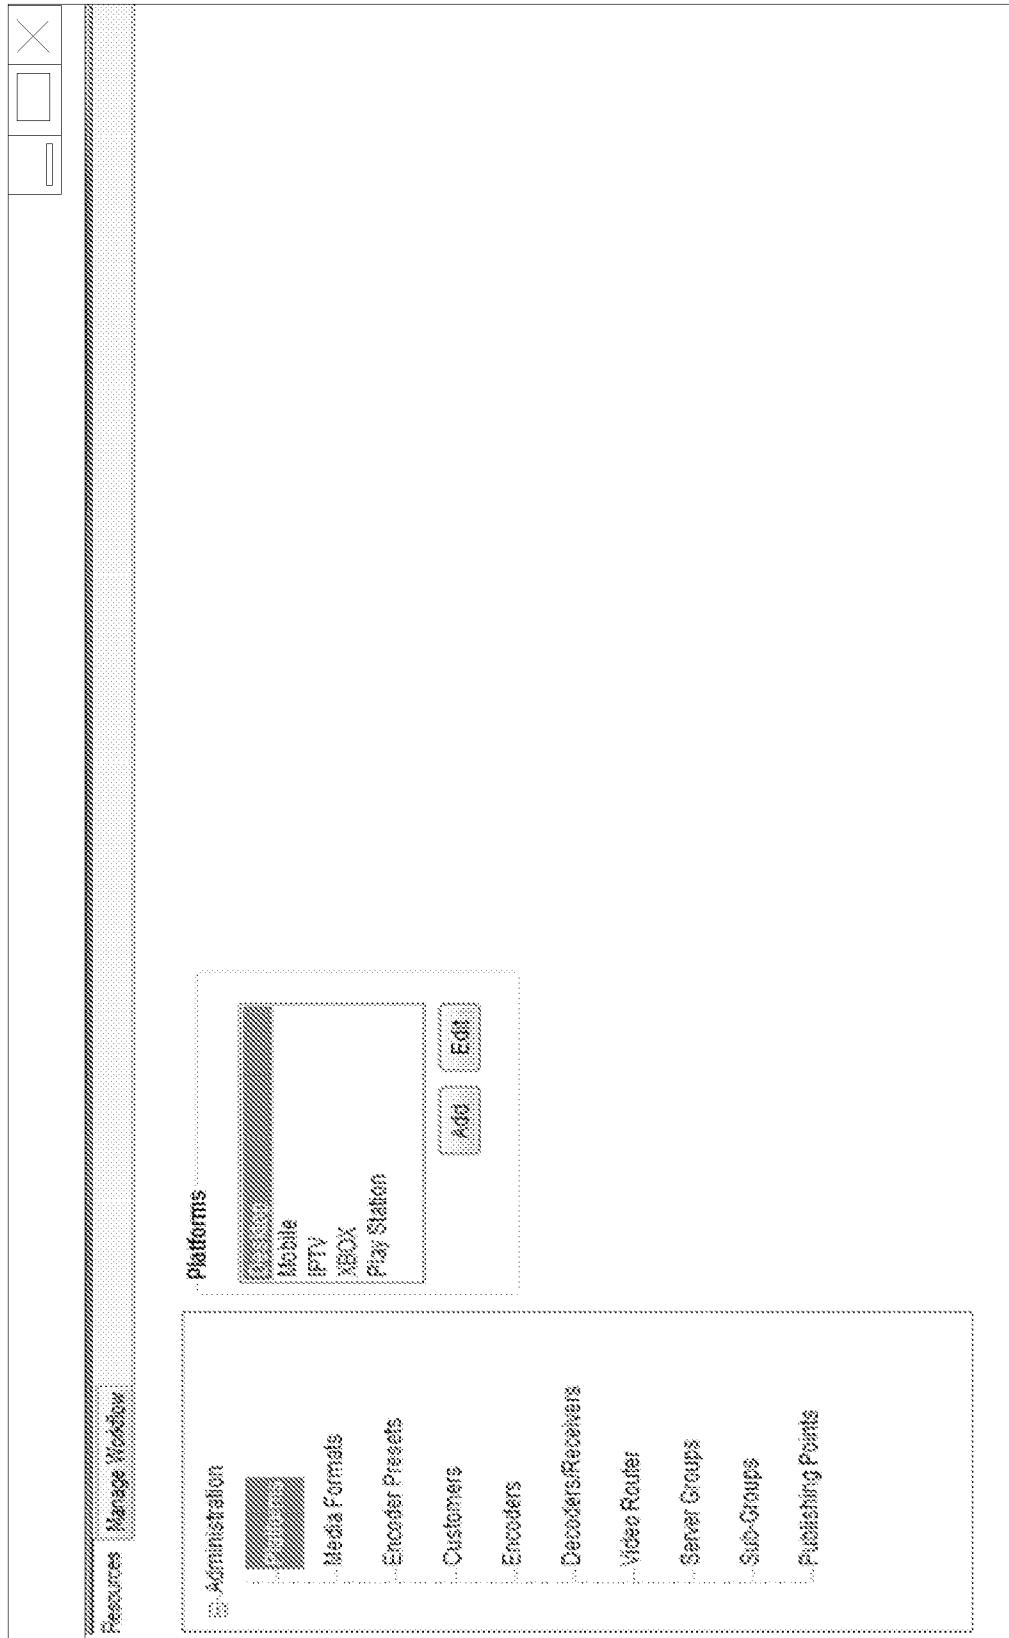 Resources Manage Workflow
Administration
Media Formats
Encoder Presets
Customers
Encoders
Decoders/Receivers
Video Router
Server Groups
Sub-Groups
Publishing Points
Platforms
Mobile
IPTV
XBOX
Play Station
Add Edit